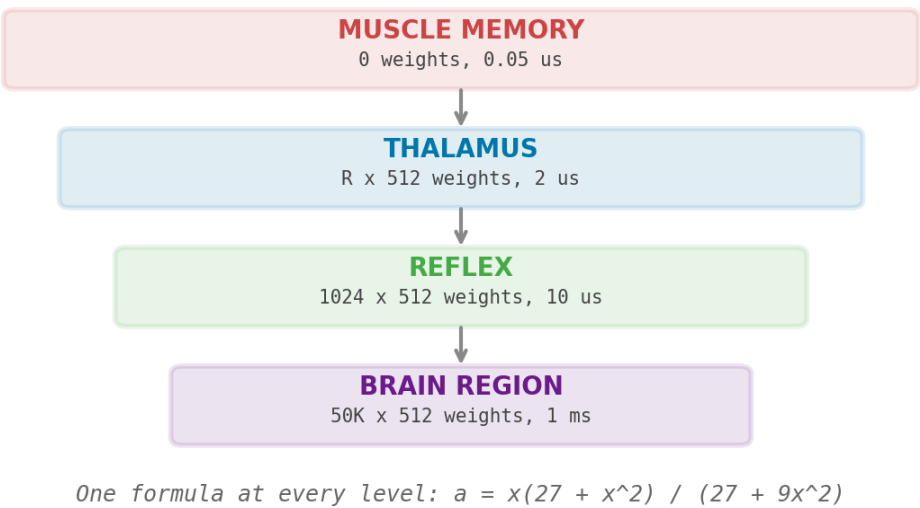 MUSCLE MEMORY
0 weights, 0.05 us
THALAMUS
R x 512 weights, 2 us
REFLEX
1024 x 512 weights, 10 us
BRAIN REGION
50K x 512 weights, 1 ms
One formula at every level: a = x(27 + x^2) / (27 + 9x^2)